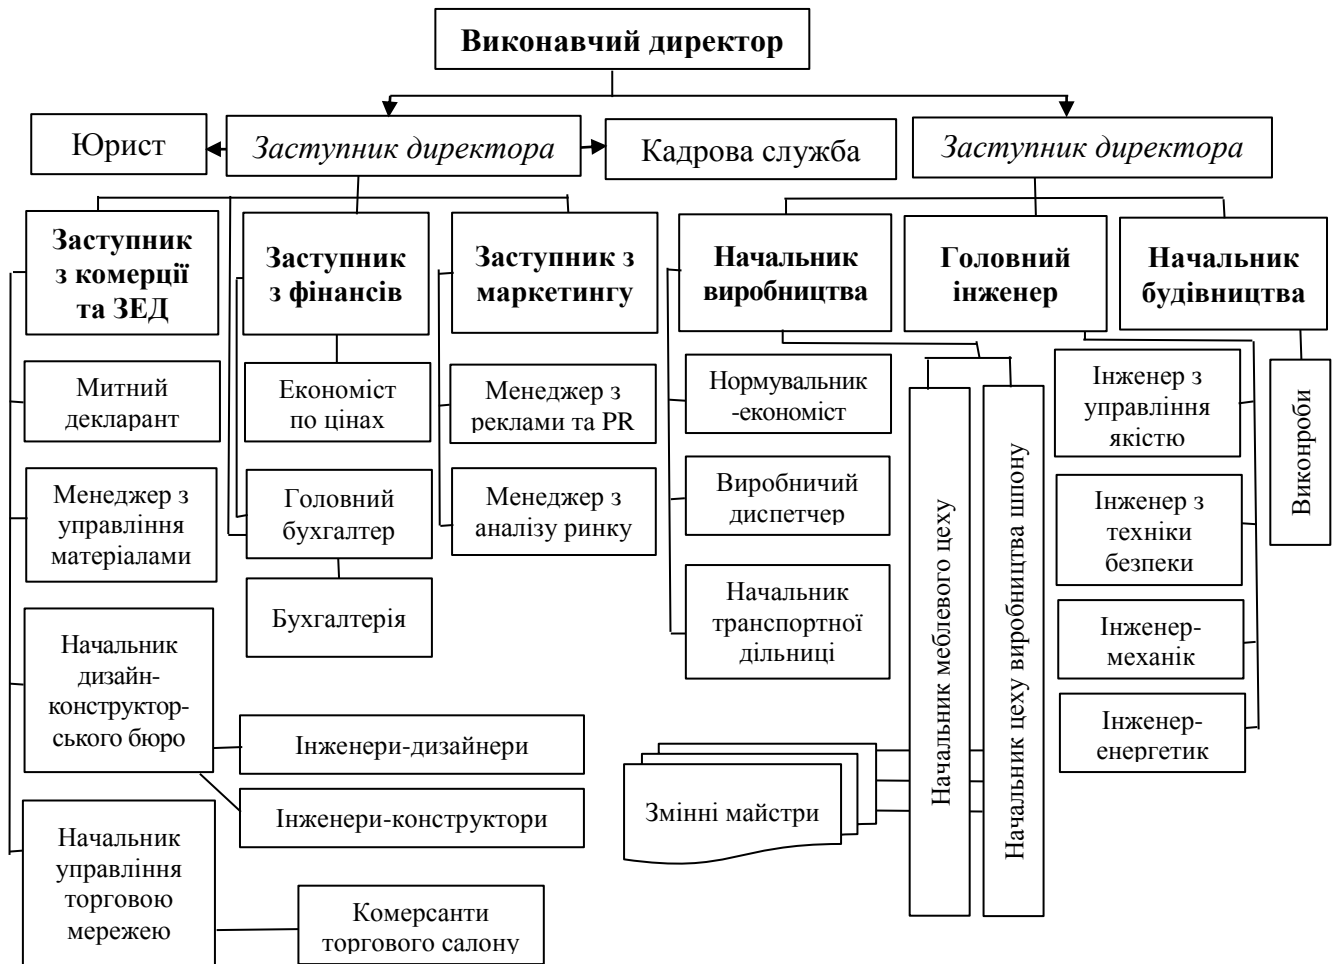 Виконавчий директор
Юрист
Заступник директора
Кадрова служба
Заступник директора
Заступник
з комерції
та ЗЕД
Заступник
з фінансів
Заступник з
маркетингу
Начальник
виробництва
Головний
інженер
Начальник
будівництва
Митний
декларант
Економіст
по цінах
Менеджер з
реклами та PR
Нормувальник
-економіст
Інженер з
управління
якістю
Виконроби
Менеджер з
управління
матеріалами
Головний
бухгалтер
Менеджер з
аналізу ринку
Виробничий
диспетчер
Начальник меблевого цеху
Начальник цеху виробництва шпону
Інженер з
техніки
безпеки
Бухгалтерія
Начальник
транспортної
дільниці
Інженер-
механік
Начальник
дизайн-
конструктор-
ського бюро
Інженери-дизайнери
Інженер-
енергетик
Інженери-конструктори
Змінні майстри
Начальник
управління
торговою
мережею
Комерсанти
торгового салону